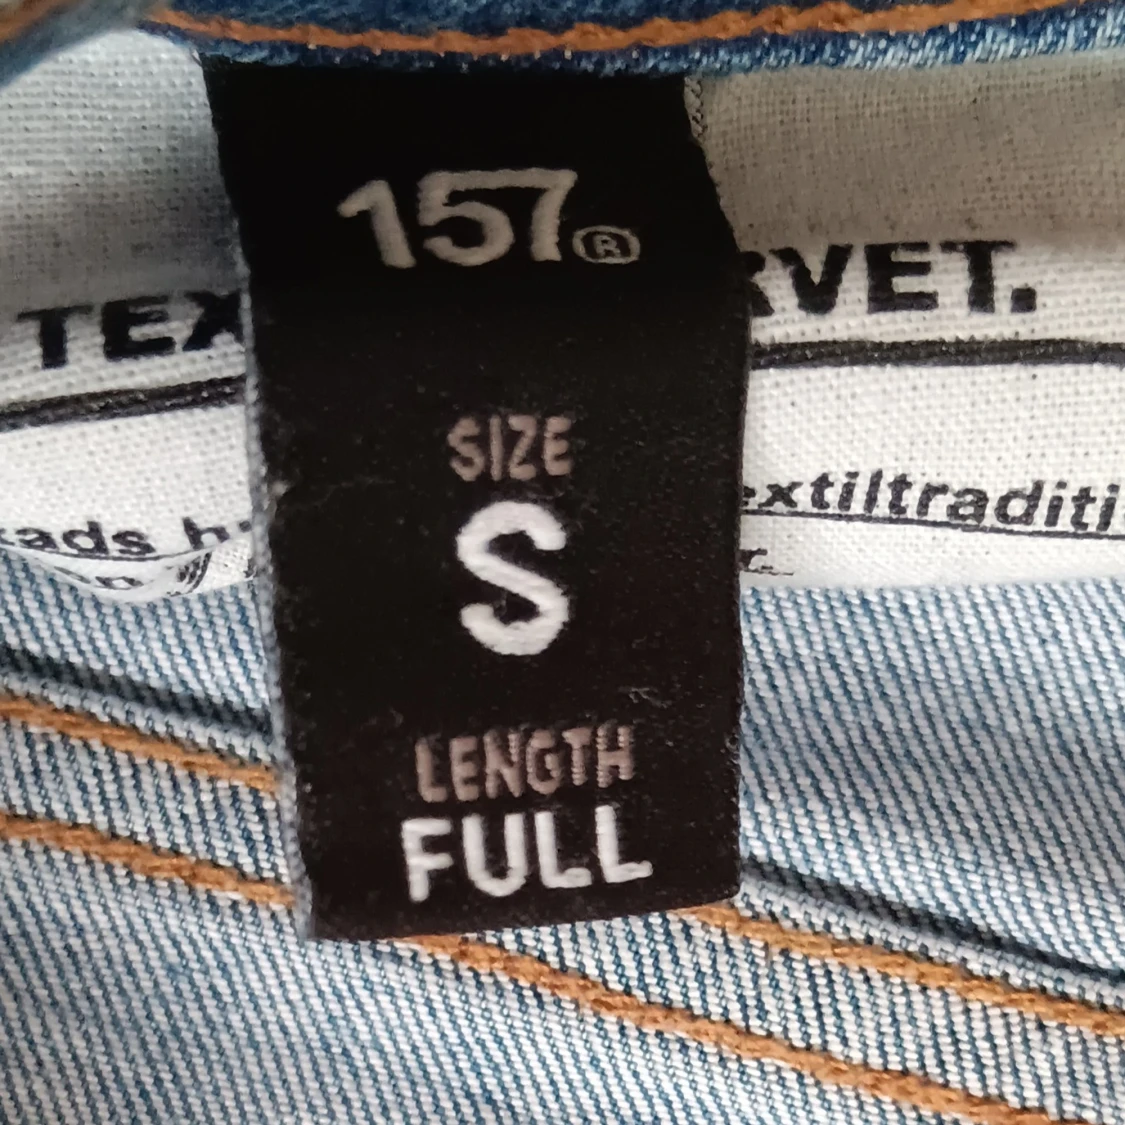 157®
TEX RVET.
SIZE
S
extiltraditi
ads h
LENGTH
FULL